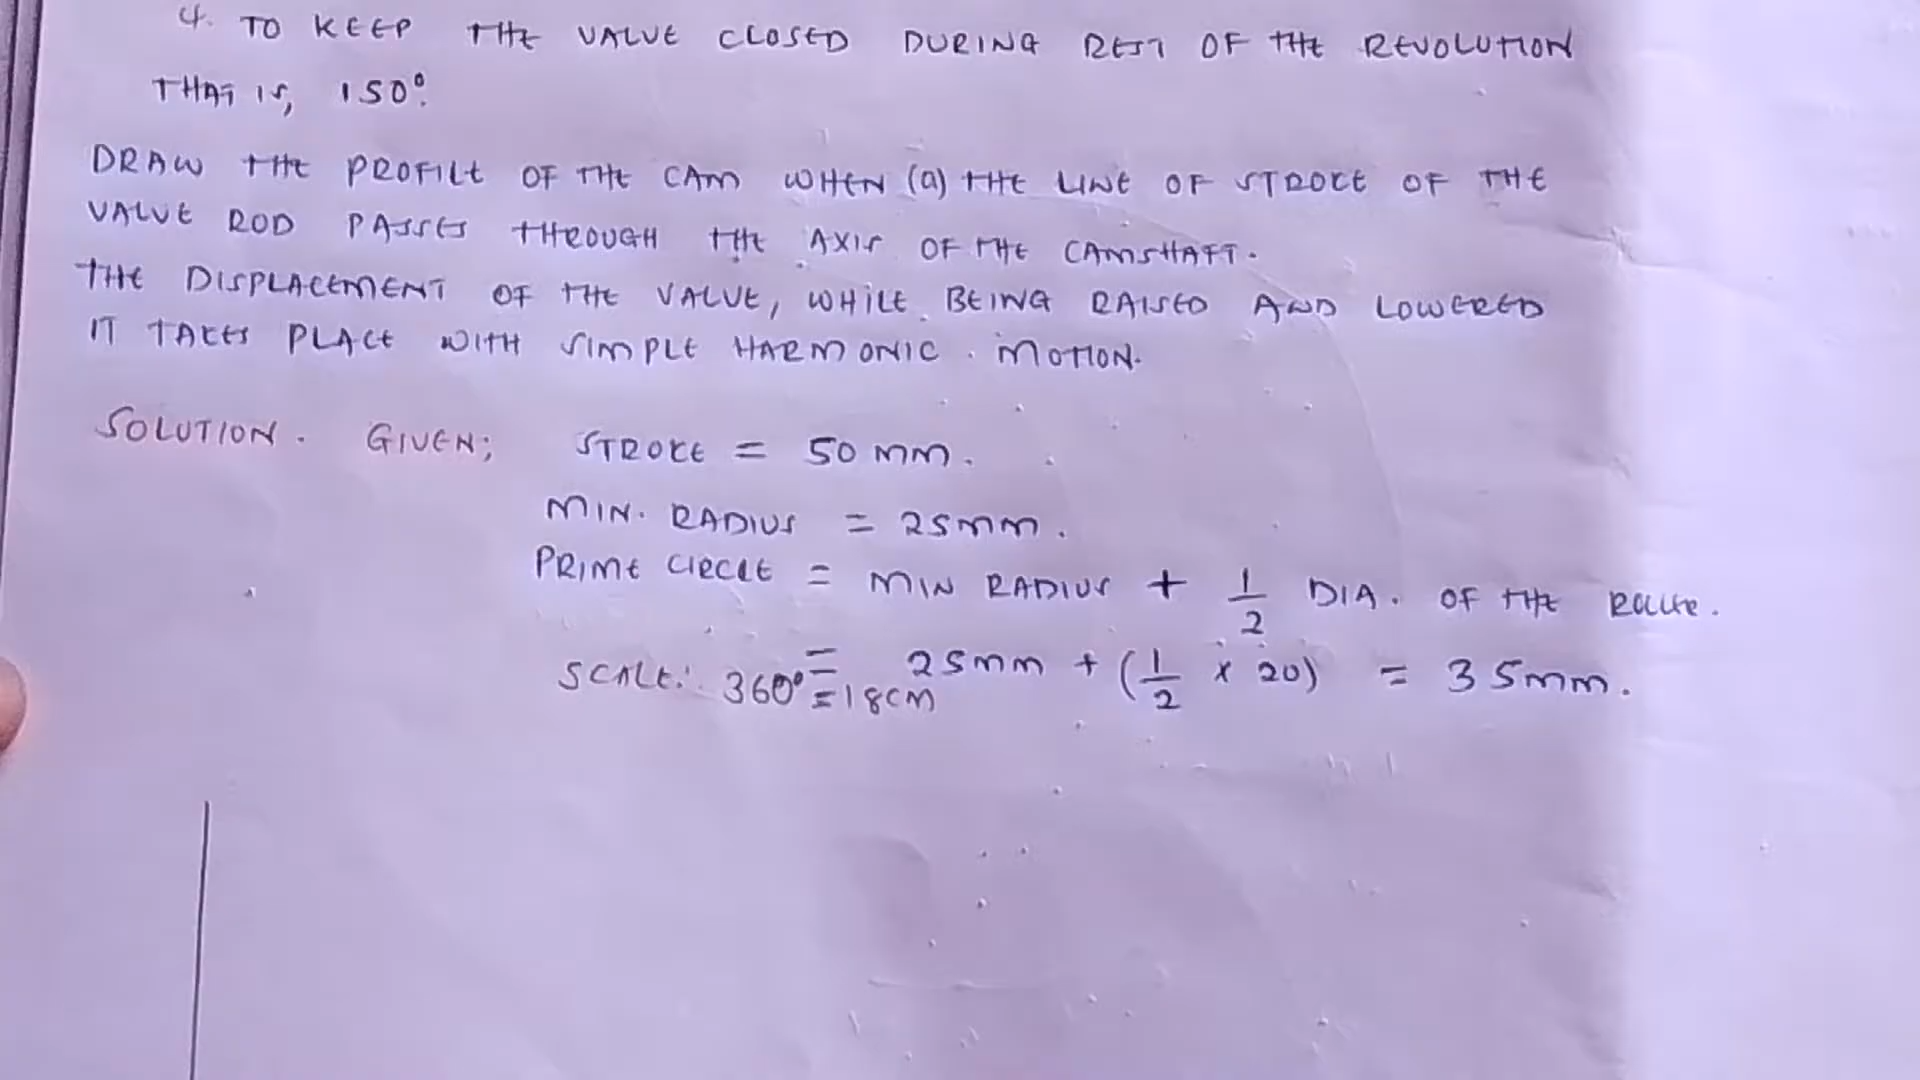 4. TO KEEP THE VALVE CLOSED DURING REST OF THE REVOLUTION
THAT IS, 150°.
DRAW THE PROFILE OF THE CAM WHEN (a) THE LINE OF STROKE OF THE
VALVE ROD PASSES THROUGH THE AXIS OF THE CAMSHAFT.
THE DISPLACEMENT OF THE VALVE, WHILE BEING RAISED AND LOWERED
IT TAKES PLACE WITH SIMPLE HARMONIC MOTION.
SOLUTION. GIVEN; STROKE = 50 mm.
MIN. RADIUS = 25mm.
PRIME CIRCLE = MIN RADIUS + 1/2 DIA. OF THE
= 25mm + (1/2 x 20) = 35mm.
SCALE: 360° = 18cm